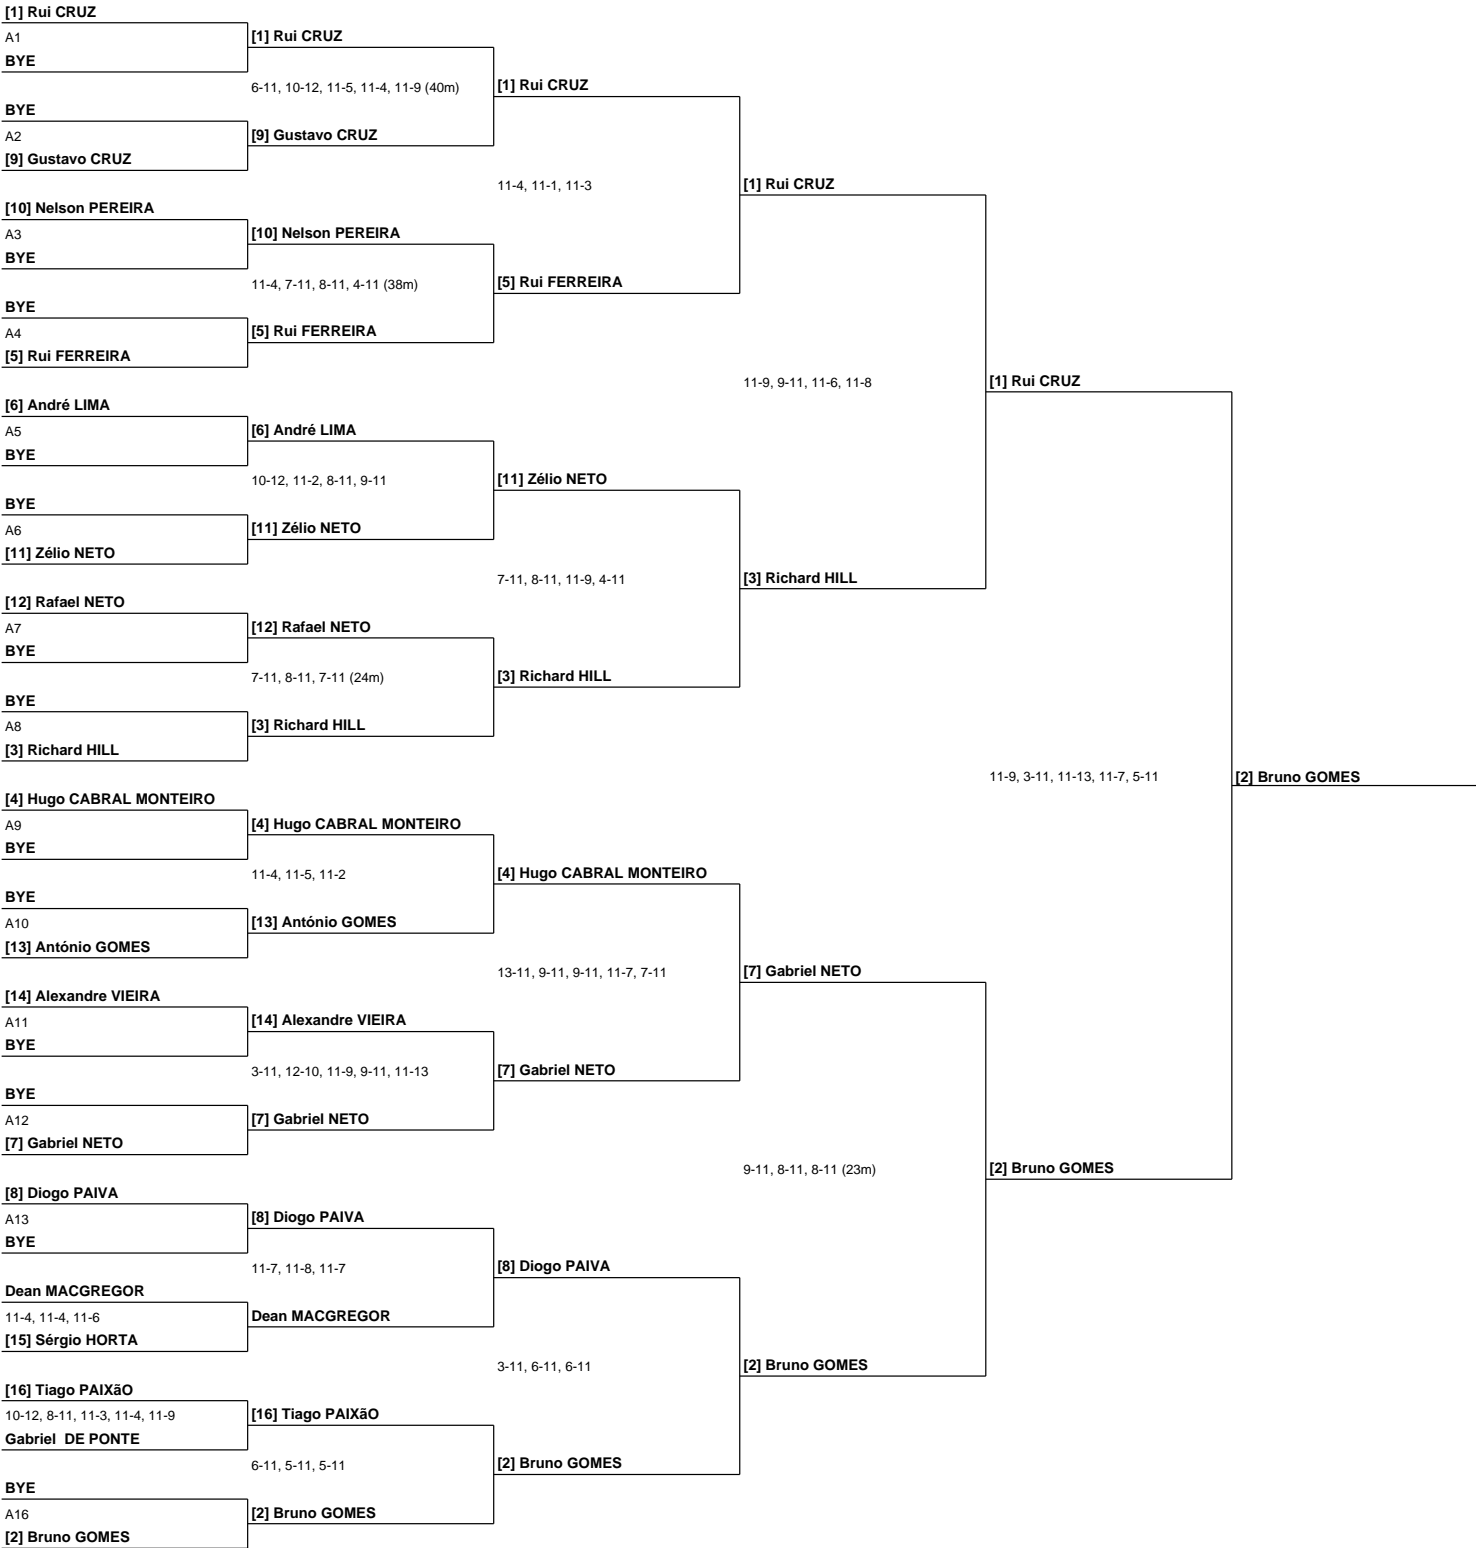 [1] Rui CRUZ
A1
BYE
BYE
A2
[9] Gustavo CRUZ
[10] Nelson PEREIRA
A3
BYE
BYE
A4
[5] Rui FERREIRA
[6] André LIMA
A5
BYE
BYE
A6
[11] Zélio NETO
[12] Rafael NETO
A7
BYE
BYE
A8
[3] Richard HILL
[4] Hugo CABRAL MONTEIRO
A9
BYE
BYE
A10
[13] António GOMES
[14] Alexandre VIEIRA
A11
BYE
BYE
A12
[7] Gabriel NETO
[8] Diogo PAIVA
A13
BYE
Dean MACGREGOR
11-4, 11-4, 11-6
[15] Sérgio HORTA
[16] Tiago PAIXãO
10-12, 8-11, 11-3, 11-4, 11-9
Gabriel  DE PONTE
BYE
A16
[2] Bruno GOMES
[1] Rui CRUZ
6-11, 10-12, 11-5, 11-4, 11-9 (40m)
[9] Gustavo CRUZ
[10] Nelson PEREIRA
11-4, 7-11, 8-11, 4-11 (38m)
[5] Rui FERREIRA
[6] André LIMA
10-12, 11-2, 8-11, 9-11
[11] Zélio NETO
[12] Rafael NETO
7-11, 8-11, 7-11 (24m)
[3] Richard HILL
[4] Hugo CABRAL MONTEIRO
11-4, 11-5, 11-2
[13] António GOMES
[14] Alexandre VIEIRA
3-11, 12-10, 11-9, 9-11, 11-13
[7] Gabriel NETO
[8] Diogo PAIVA
11-7, 11-8, 11-7
Dean MACGREGOR
[16] Tiago PAIXãO
6-11, 5-11, 5-11
[2] Bruno GOMES
[1] Rui CRUZ
11-4, 11-1, 11-3
[5] Rui FERREIRA
[11] Zélio NETO
7-11, 8-11, 11-9, 4-11
[3] Richard HILL
[4] Hugo CABRAL MONTEIRO
13-11, 9-11, 9-11, 11-7, 7-11
[7] Gabriel NETO
[8] Diogo PAIVA
3-11, 6-11, 6-11
[2] Bruno GOMES
[1] Rui CRUZ
11-9, 9-11, 11-6, 11-8
[3] Richard HILL
[7] Gabriel NETO
9-11, 8-11, 8-11 (23m)
[2] Bruno GOMES
[1] Rui CRUZ
11-9, 3-11, 11-13, 11-7, 5-11
[2] Bruno GOMES
[2] Bruno GOMES